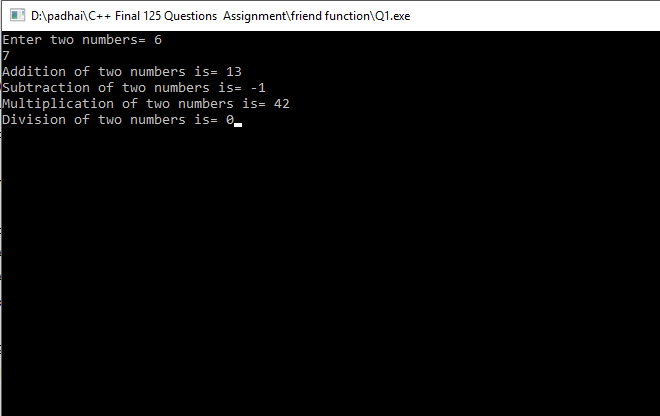 D:\padhai\C++ Final 125 Questions  Assignment\friend function\Q1.exe
Enter two numbers= 6
7
Addition of two numbers is= 13
Subtraction of two numbers is= -1
Multiplication of two numbers is= 42
Division of two numbers is= 0